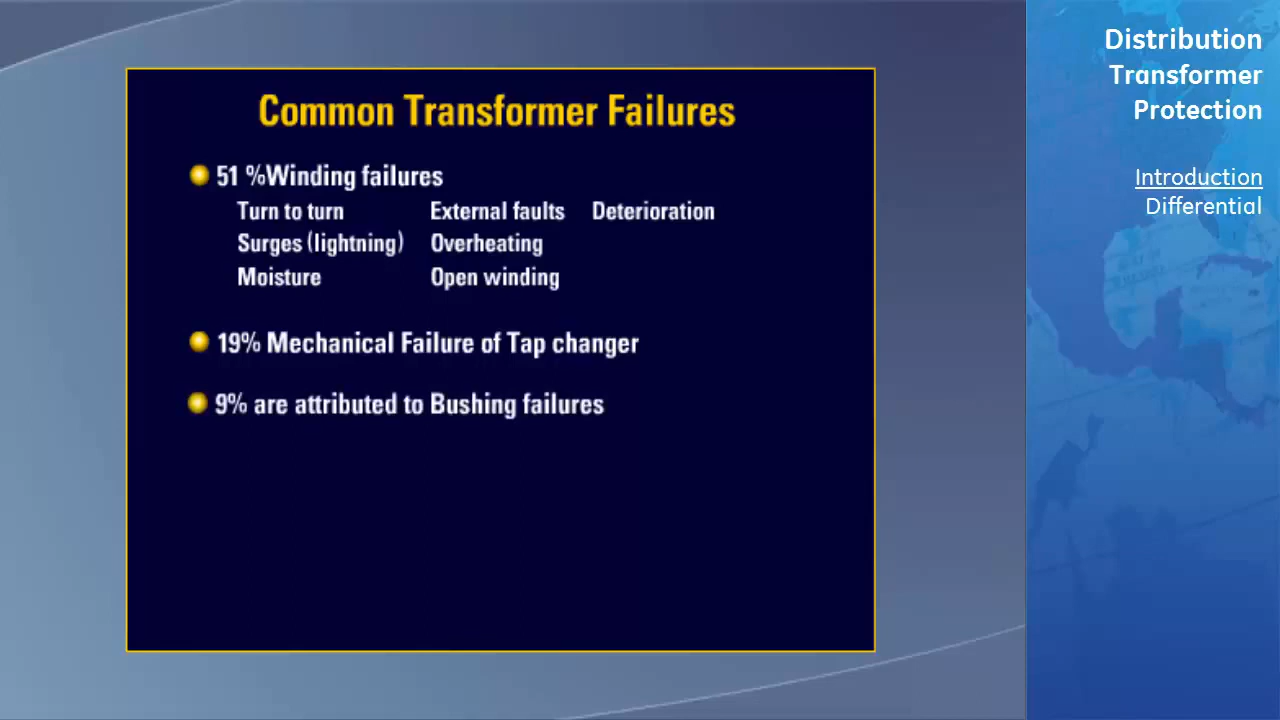 Common Transformer Failures
51 %Winding failures
Turn to turn External faults Deterioration
Surges (lightning) Overheating
Moisture Open winding
19% Mechanical Failure of Tap changer
9% are attributed to Bushing failures
Distribution
Transformer
Protection
Introduction
Differential